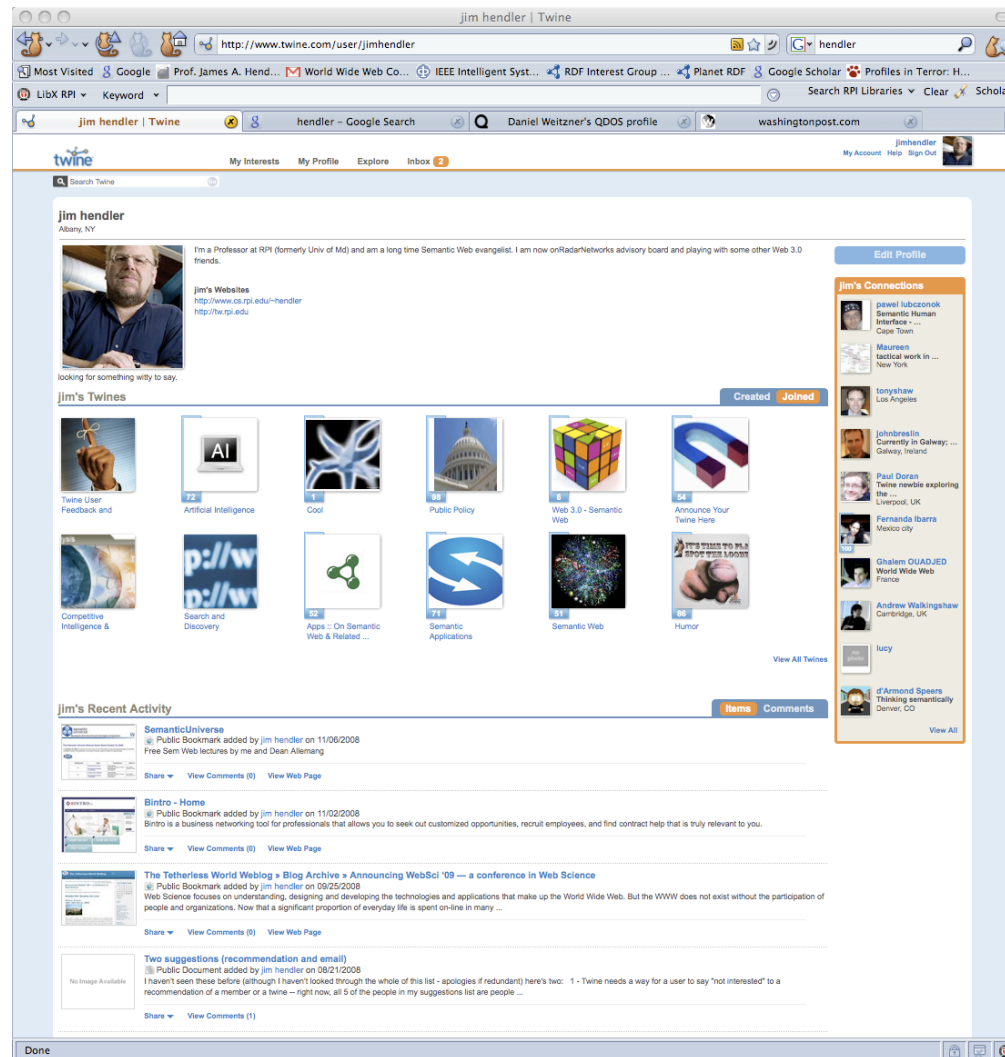 jim hendler | Twine
http://www.twine.com/user/jimhendler
hendler
Most Visited Google Prof. James A. Hend... World Wide Web Co... IEEE Intelligent Syst... RDF Interest Group ... Planet RDF Google Scholar Profiles in Terror: H...
LibX RPI Keyword Search RPI Libraries Clear Schola
jim hendler | Twine hendler - Google Search Daniel Weitzner's QDOS profile washingtonpost.com
twine My Interests My Profile Explore Inbox 2
jimhendler
My Account Help Sign Out
Search Twine
jim hendler
Albany, NY
I'm a Professor at RPI (formerly Univ of Md) and am a long time Semantic Web evangelist. I am now onRadarNetworks advisory board and playing with some other Web 3.0
friends.
jim's Websites
http://www.cs.rpi.edu/~hendler
http://tw.rpi.edu
looking for something witty to say.
Edit Profile
jim's Connections
pawel lubczonok
Semantic Human
Interface - ...
Cape Town
Maureen
tactical work in ...
New York
tonyshaw
Los Angeles
johnbreslin
Currently in Galway; ...
Galway, Ireland
Paul Doran
Twine newbie exploring
the ...
Liverpool, UK
Fernanda Ibarra
Mexico city
100
Ghalem OUADJED
World Wide Web
France
Andrew Walkingshaw
Cambridge, UK
no photo
lucy
d'Armond Speers
Thinking semantically
Denver, CO
View All
jim's Twines
Created Joined
Twine User
Feedback and
AI
72
Artificial Intelligence
1
Cool
98
Public Policy
6
Web 3.0 - Semantic
Web
54
Announce Your
Twine Here
ysis
Competitive
Intelligence &
p://w
p://w
Search and
Discovery
52
Apps :: On Semantic
Web & Related ...
71
Semantic
Applications
51
Semantic Web
IT'S TIME TO PL
SPOT THE LOON
86
Humor
View All Twines
jim's Recent Activity
Items Comments
SemanticUniverse
Public Bookmark added by jim hendler on 11/06/2008
Free Sem Web lectures by me and Dean Allemang
Share View Comments (0) View Web Page
BINTRO
Bintro - Home
Public Bookmark added by jim hendler on 11/02/2008
Bintro is a business networking tool for professionals that allows you to seek out customized opportunities, recruit employees, and find contract help that is truly relevant to you.
Share View Comments (0) View Web Page
The Tetherless World Weblog » Blog Archive » Announcing WebSci '09 — a conference in Web Science
Public Bookmark added by jim hendler on 09/25/2008
Web Science focuses on understanding, designing and developing the technologies and applications that make up the World Wide Web. But the WWW does not exist without the participation of
people and organizations. Now that a significant proportion of everyday life is spent on-line in many ...
Share View Comments (0) View Web Page
No Image Available
Two suggestions (recommendation and email)
Public Document added by jim hendler on 08/21/2008
I haven't seen these before (although I haven't looked through the whole of this list - apologies if redundant) here's two: 1 - Twine needs a way for a user to say "not interested" to a
recommendation of a member or a twine -- right now, all 5 of the people in my suggestions list are people ...
Share View Comments (1)
Done